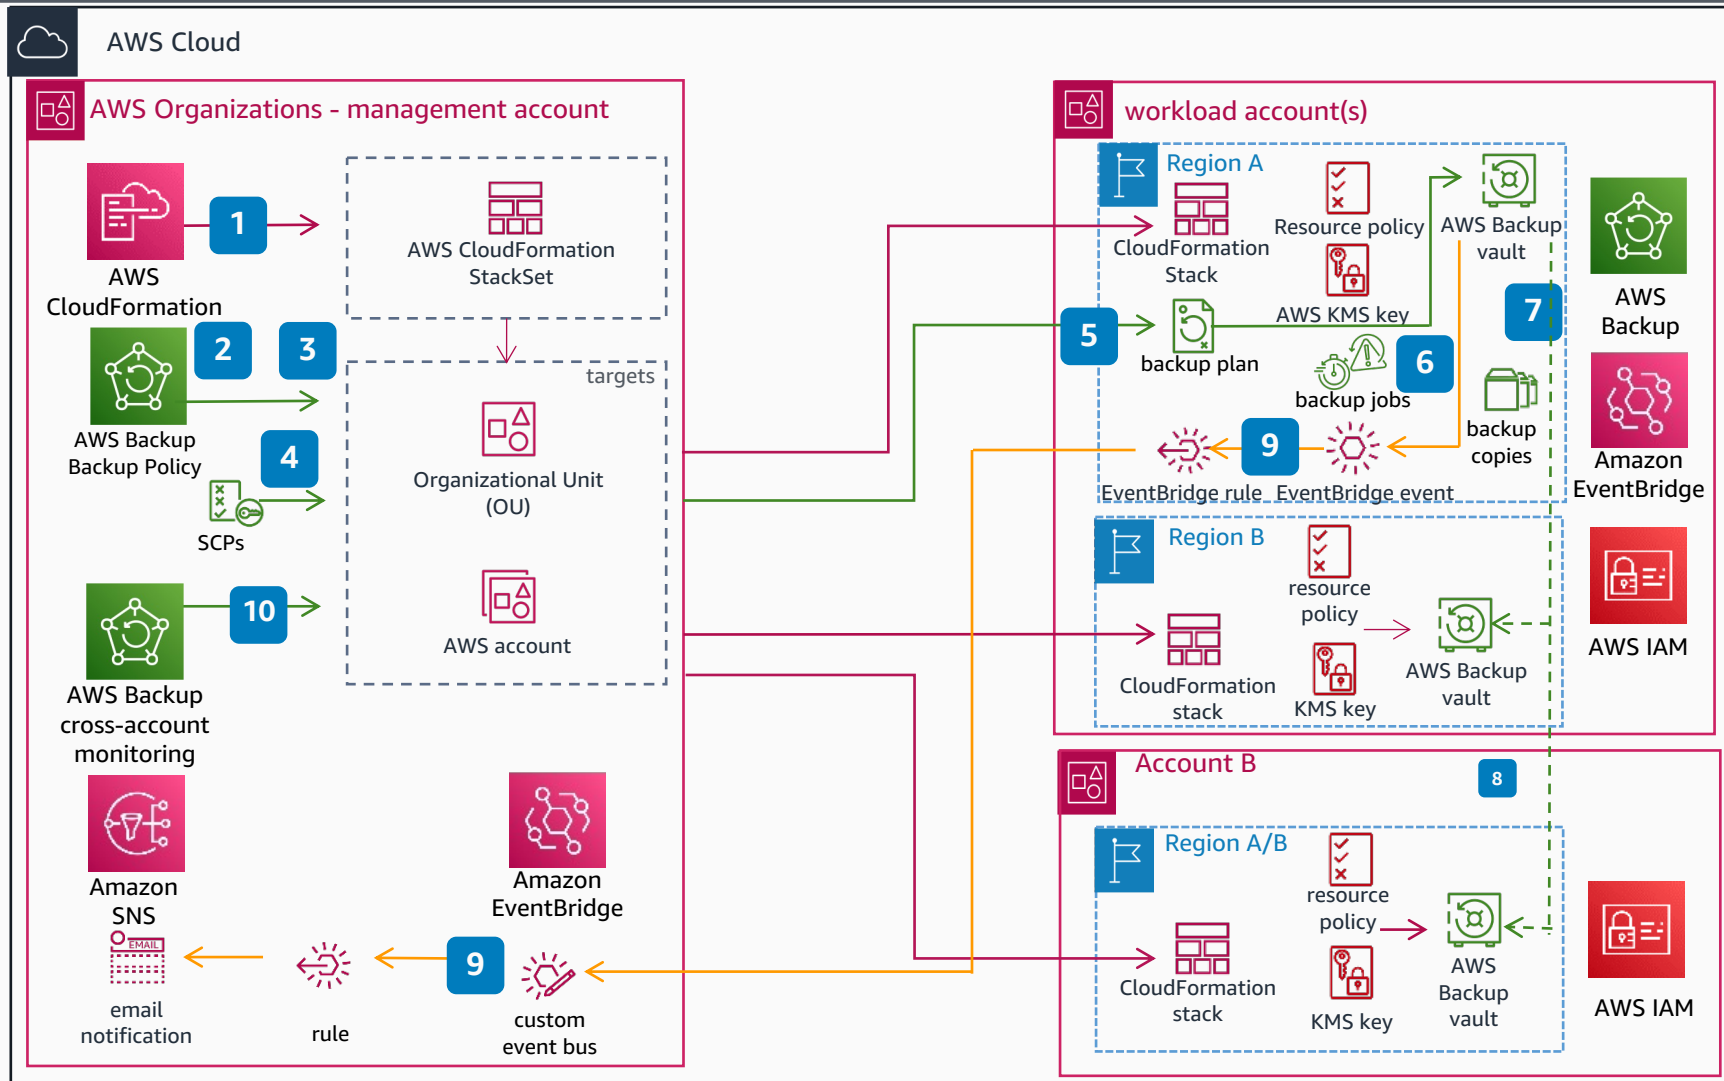 AWS Cloud
AWS Organizations - management account
1
AWS
CloudFormation
AWS CloudFormation
StackSet
2
3
AWS Backup
Backup Policy
4
SCPs
targets
Organizational Unit
(OU)
AWS account
10
AWS Backup
cross-account
monitoring
Amazon
SNS
EMAIL
email
notification
rule
9
Amazon
EventBridge
custom
event bus
workload account(s)
Region A
CloudFormation
Stack
Resource policy
AWS KMS key
AWS Backup
vault
5
backup plan
6
backup jobs
7
backup
copies
9
EventBridge rule
EventBridge event
AWS
Backup
Amazon
EventBridge
AWS IAM
Region B
resource
policy
CloudFormation
stack
KMS key
AWS Backup
vault
Account B
8
Region A/B
resource
policy
CloudFormation
stack
KMS key
AWS
Backup
vault
AWS IAM